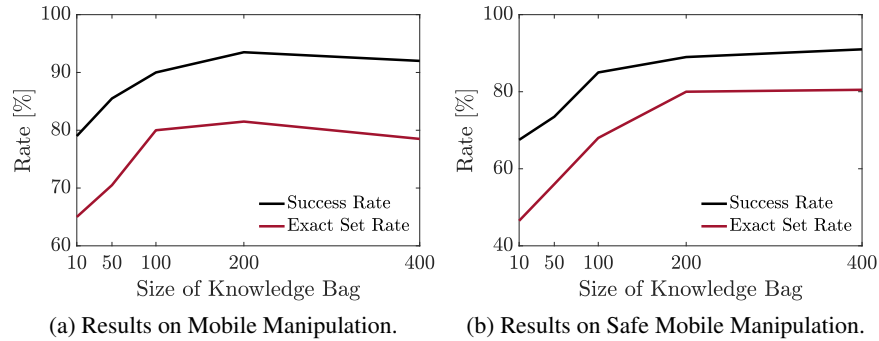 100
90
80
70
60
Rate [%]
Success Rate
Exact Set Rate
10 50 100 200 400
Size of Knowledge Bag
(a) Results on Mobile Manipulation.
100
80
60
40
Rate [%]
Success Rate
Exact Set Rate
10 50 100 200 400
Size of Knowledge Bag
(b) Results on Safe Mobile Manipulation.